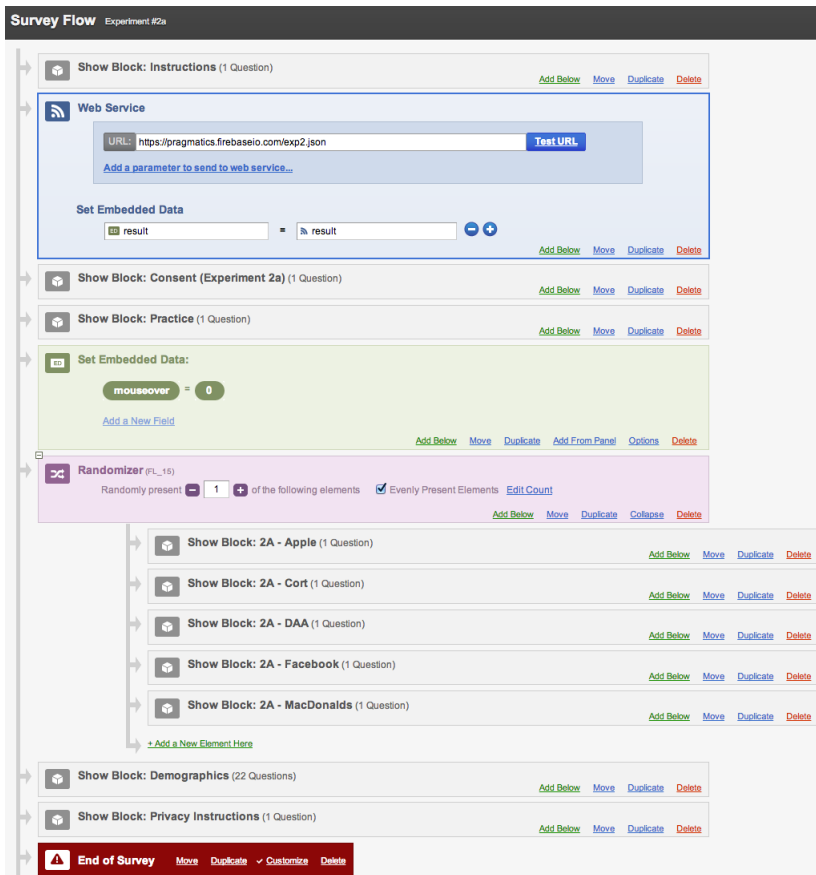 Survey Flow Experiment #2a
Show Block: Instructions (1 Question)
Add Below Move Duplicate Delete
Web Service
URL: https://pragmatics.firebaseio.com/exp2.json Test URL
Add a parameter to send to web service...
Set Embedded Data
ED result = result
Add Below Move Duplicate Delete
Show Block: Consent (Experiment 2a) (1 Question)
Add Below Move Duplicate Delete
Show Block: Practice (1 Question)
Add Below Move Duplicate Delete
ED Set Embedded Data:
mouseover = 0
Add a New Field
Add Below Move Duplicate Add From Panel Options Delete
Randomizer (FL_15)
Randomly present 1 of the following elements Evenly Present Elements Edit Count
Add Below Move Duplicate Collapse Delete
Show Block: 2A - Apple (1 Question)
Add Below Move Duplicate Delete
Show Block: 2A - Cort (1 Question)
Add Below Move Duplicate Delete
Show Block: 2A - DAA (1 Question)
Add Below Move Duplicate Delete
Show Block: 2A - Facebook (1 Question)
Add Below Move Duplicate Delete
Show Block: 2A - MacDonalds (1 Question)
Add Below Move Duplicate Delete
+ Add a New Element Here
Show Block: Demographics (22 Questions)
Add Below Move Duplicate Delete
Show Block: Privacy Instructions (1 Question)
Add Below Move Duplicate Delete
End of Survey Move Duplicate ✓ Customize Delete